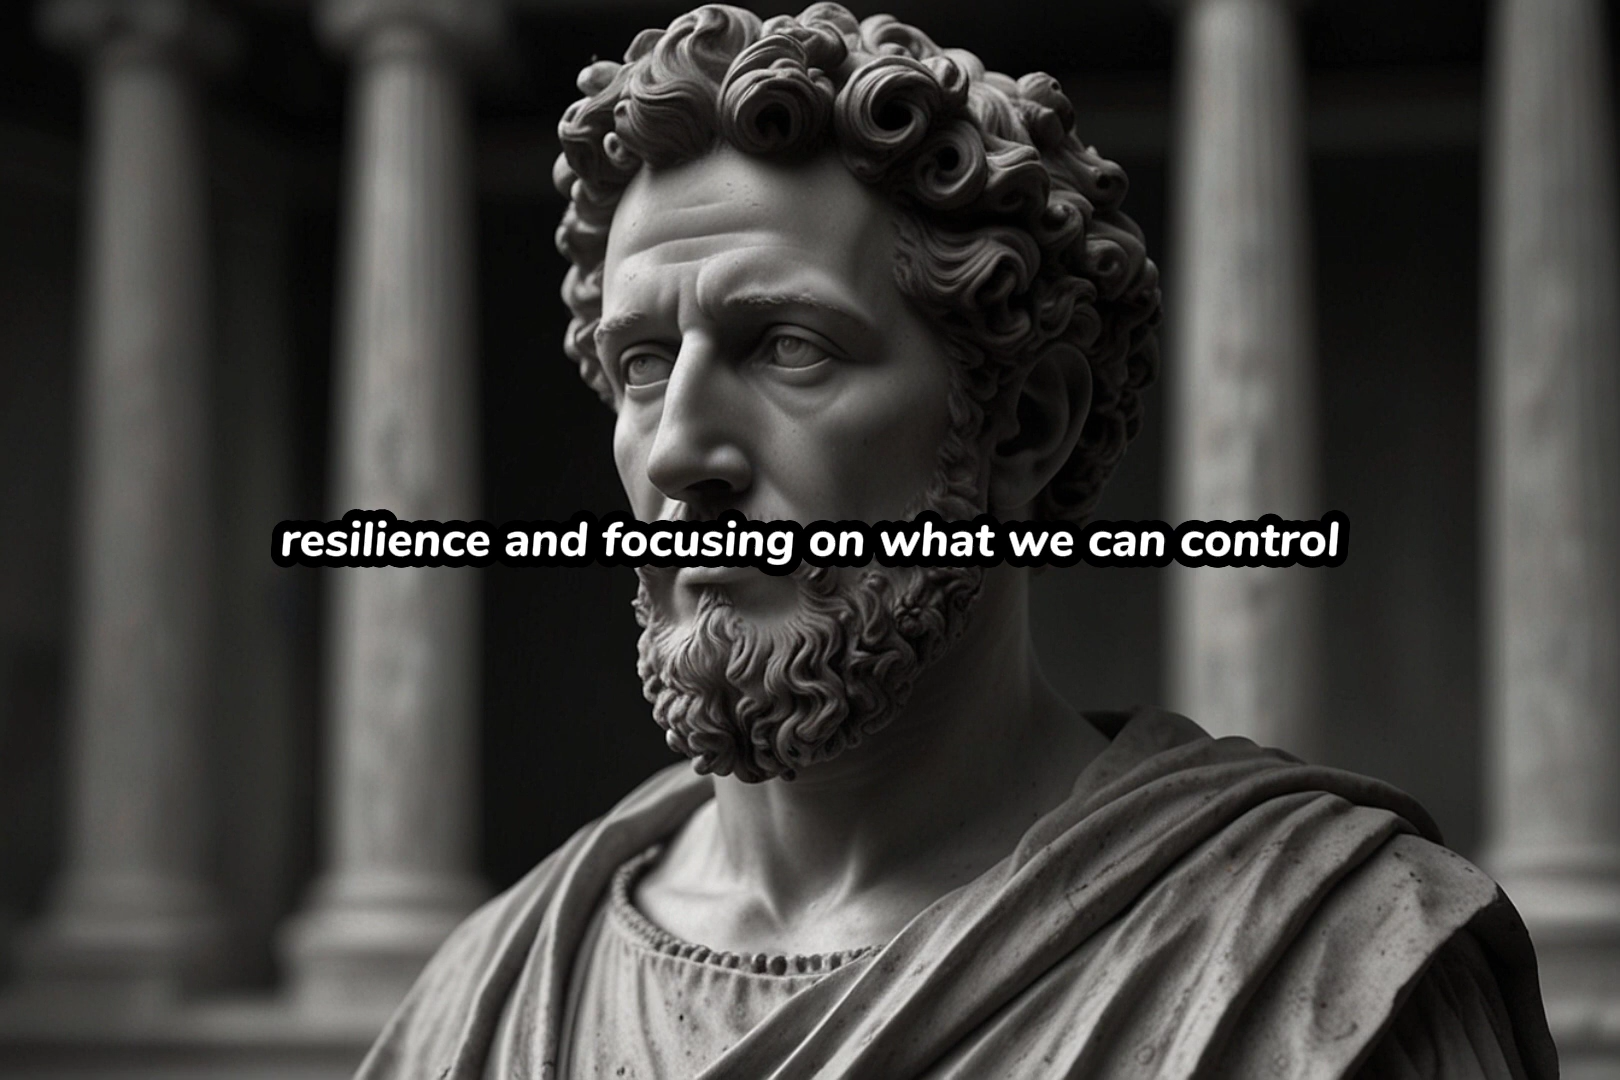 resilience and focusing on what we can control